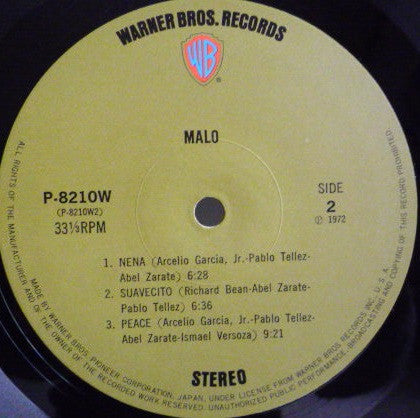 WARNER BROS. RECORDS
WB
MALO
P-8210W
(P-8210W2)
33⅓RPM
SIDE
2
Ⓟ 1972
1. NENA (Arcelio Garcia, Jr.-Pablo Tellez-
Abel Zarate) 6:28
2. SUAVECITO (Richard Bean-Abel Zarate-
Pablo Tellez) 6:36
3. PEACE (Arcelio Garcia, Jr.-Pablo Tellez-
Abel Zarate-Ismael Versoza) 9:21
STEREO
ALL RIGHTS OF THE MANUFACTURER AND OF THE OWNER OF THE RECORDED WORK RESERVED. UNAUTHORIZED PUBLIC PERFORMANCE, BROADCASTING AND COPYING OF THIS RECORD PROHIBITED
MADE BY WARNER BROS. PIONEER CORPORATION, JAPAN, UNDER LICENSE FROM WARNER BROS. RECORDS INC. U.S.A.